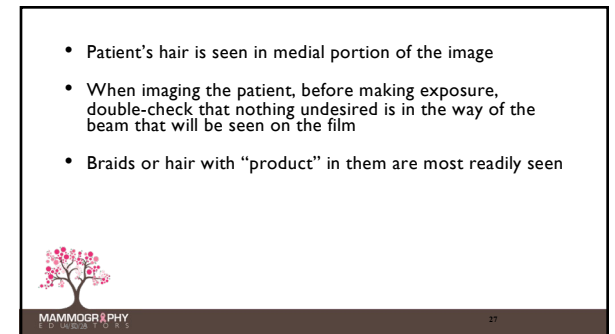 • Patient's hair is seen in medial portion of the image
• When imaging the patient, before making exposure,
double-check that nothing undesired is in the way of the
beam that will be seen on the film
• Braids or hair with “product” in them are most readily seen
MAMMOGRAPHY
EDUCATORS
27